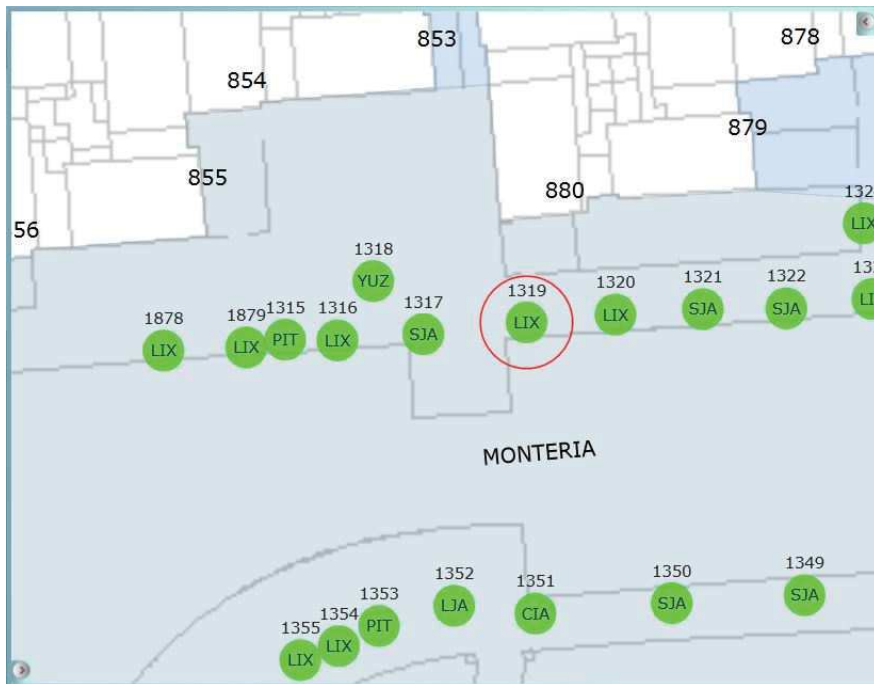 853
878
854
879
855
880
56
1318
1319
1320
1321
1322
1317
1316
1315
1879
1878
LIX
YUZ
LIX
LIX
SJA
SJA
SJA
LIX
PIT
LIX
LIX
MONTERIA
1349
1350
1351
1352
1353
1354
1355
SJA
SJA
CIA
LJA
PIT
LIX
LIX